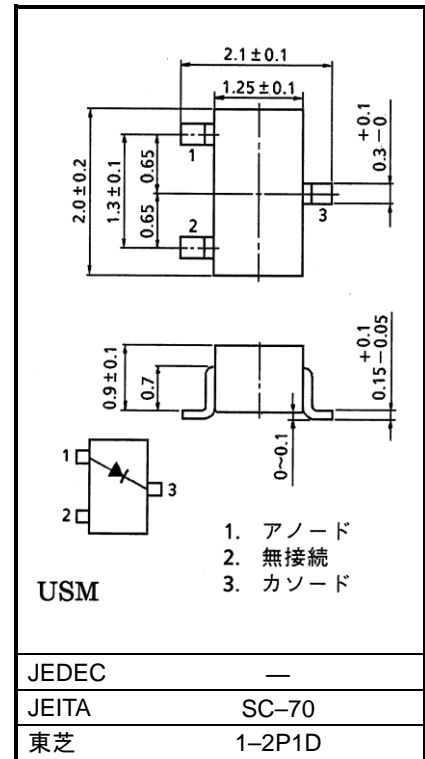 2.1±0.1
1.25±0.1
+0.1
0.3−0
2.0±0.2
1.3±0.1
0.65
0.65
1
2
3
0.9±0.1
0.7
+0.1
0.15−0.05
0~0.1
1
2
3
1. アノード
2. 無接続
3. カソード
USM
JEDEC —
JEITA SC–70
東芝 1–2P1D